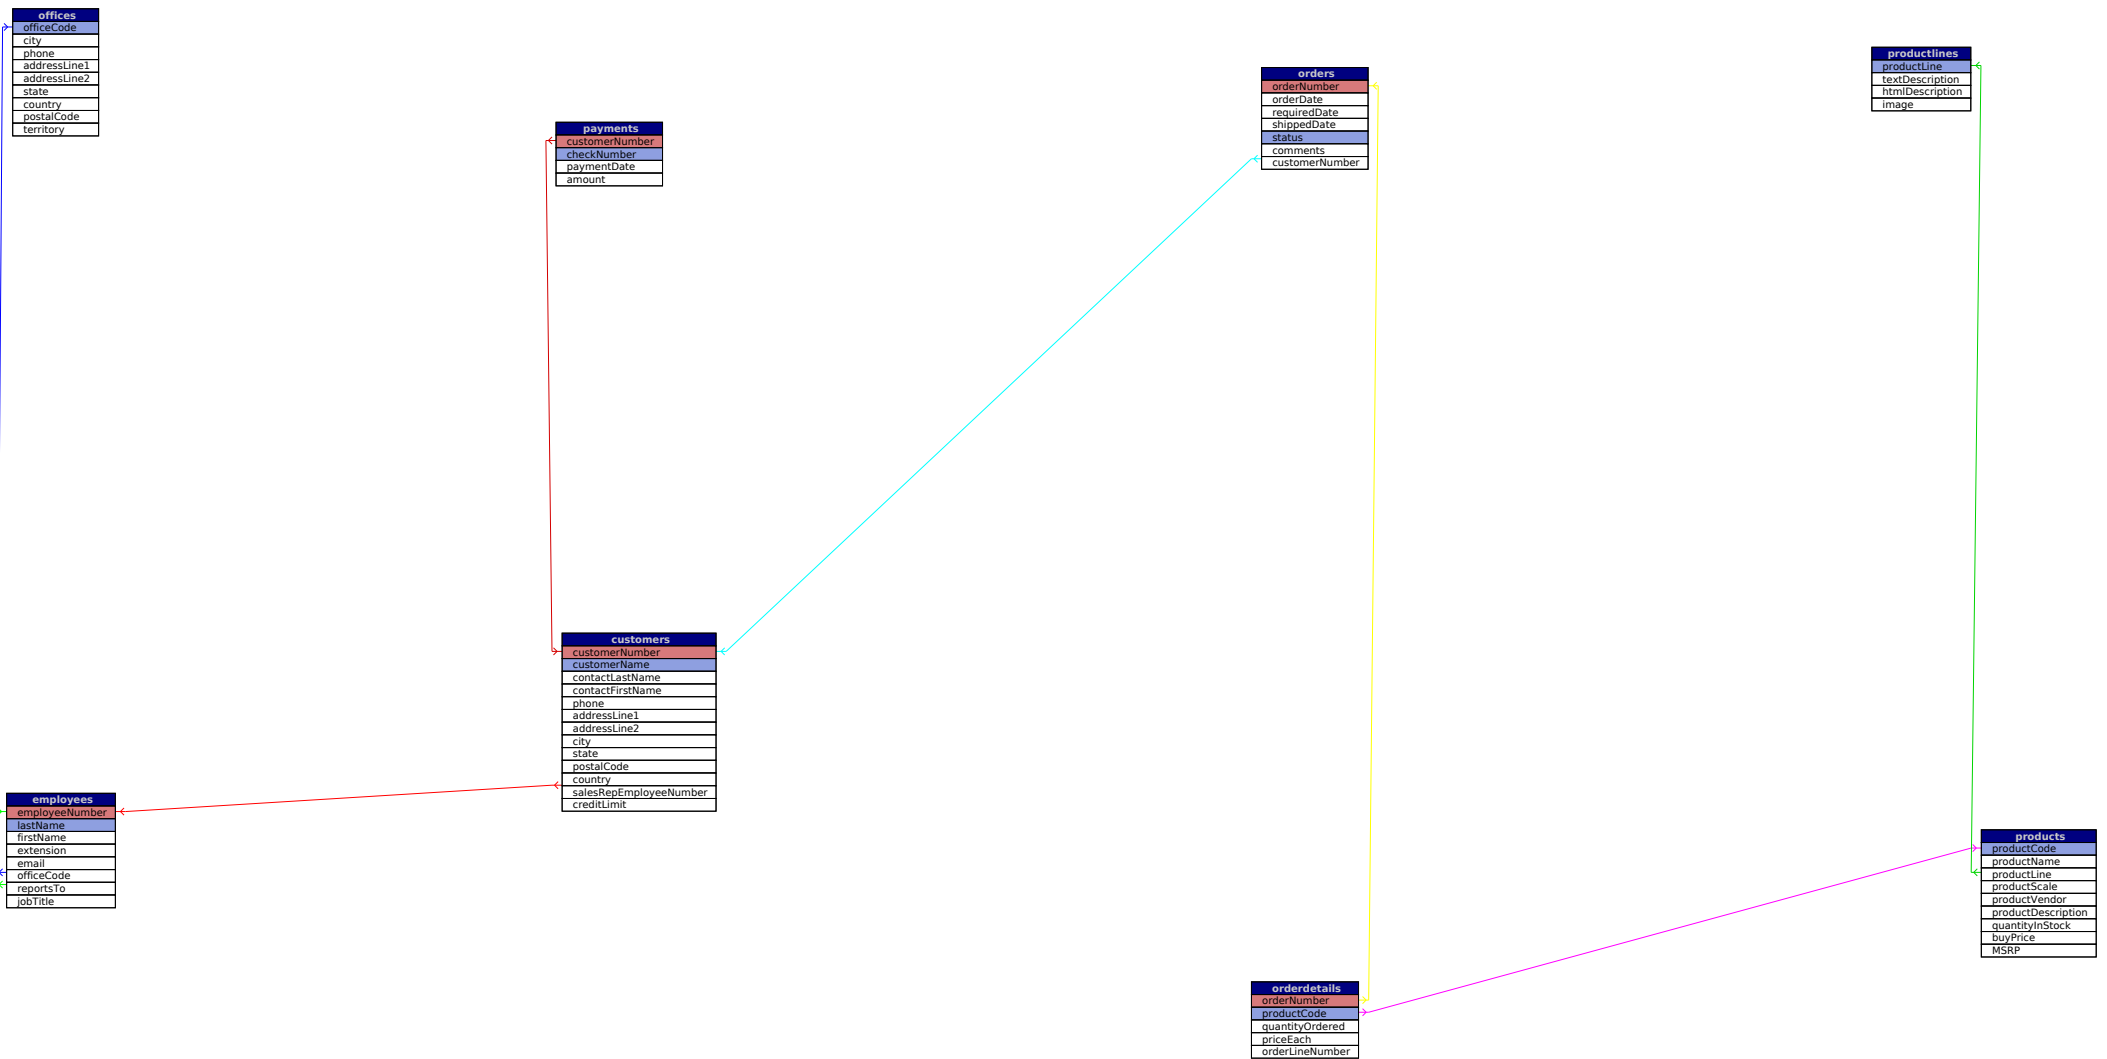 offices
officeCode
city
phone
addressLine1
addressLine2
state
country
postalCode
territory
payments
customerNumber
checkNumber
paymentDate
amount
orders
orderNumber
orderDate
requiredDate
shippedDate
status
comments
customerNumber
productlines
productLine
textDescription
htmlDescription
image
customers
customerNumber
customerName
contactLastName
contactFirstName
phone
addressLine1
addressLine2
city
state
postalCode
country
salesRepEmployeeNumber
creditLimit
employees
employeeNumber
lastName
firstName
extension
email
officeCode
reportsTo
jobTitle
products
productCode
productName
productLine
productScale
productVendor
productDescription
quantityInStock
buyPrice
MSRP
orderdetails
orderNumber
productCode
quantityOrdered
priceEach
orderLineNumber